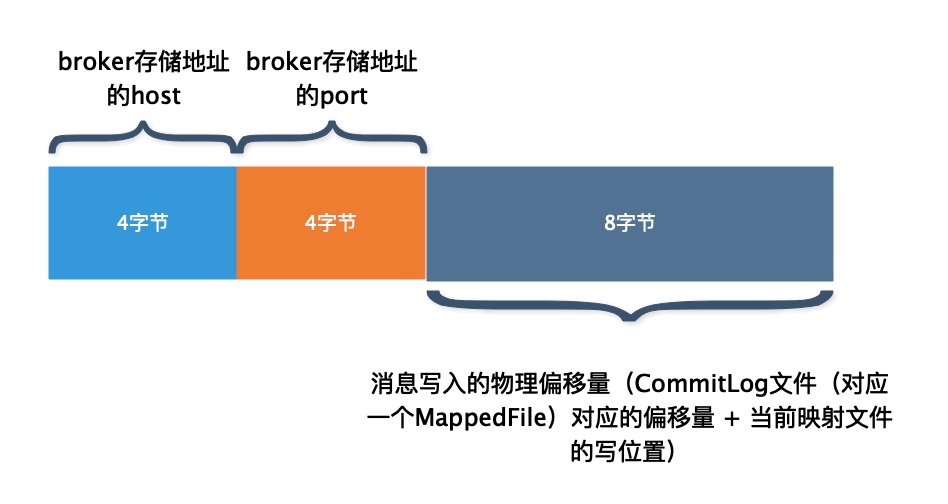 broker存储地址
的host
broker存储地址
的port
4字节
4字节
8字节
消息写入的物理偏移量（CommitLog文件（对应
一个MappedFile）对应的偏移量 + 当前映射文件
的写位置）